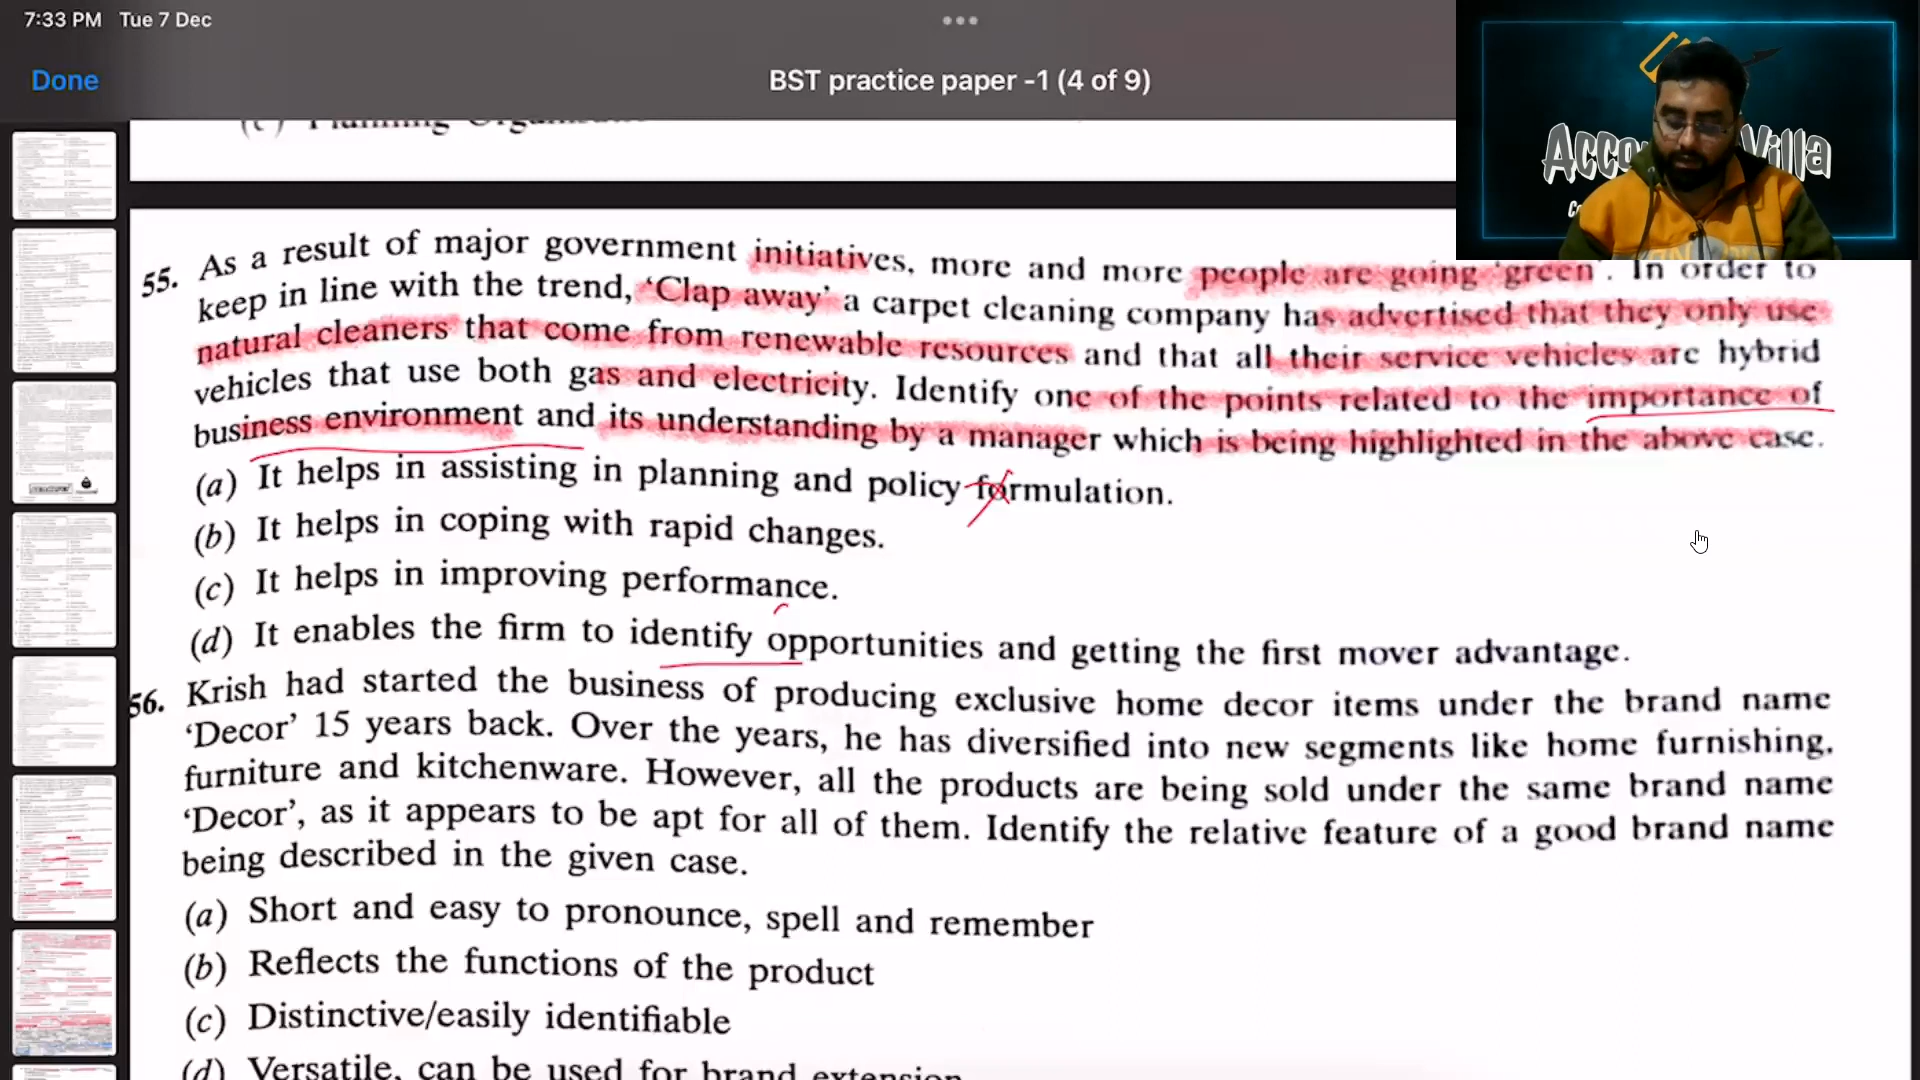 7:33 PM Tue 7 Dec
Done
BST practice paper -1 (4 of 9)
55. As a result of major government initiatives, more and more people are going 'green'. In order to
keep in line with the trend, 'Clap away' a carpet cleaning company has advertised that they only use
natural cleaners that come from renewable resources and that all their service vehicles are hybrid
vehicles that use both gas and electricity. Identify one of the points related to the importance of
business environment and its understanding by a manager which is being highlighted in the above case.
(a) It helps in assisting in planning and policy formulation.
(b) It helps in coping with rapid changes.
(c) It helps in improving performance.
(d) It enables the firm to identify opportunities and getting the first mover advantage.
56. Krish had started the business of producing exclusive home decor items under the brand name
'Decor' 15 years back. Over the years, he has diversified into new segments like home furnishing,
furniture and kitchenware. However, all the products are being sold under the same brand name
'Decor', as it appears to be apt for all of them. Identify the relative feature of a good brand name
being described in the given case.
(a) Short and easy to pronounce, spell and remember
(b) Reflects the functions of the product
(c) Distinctive/easily identifiable
(d) Versatile, can be used for brand extension